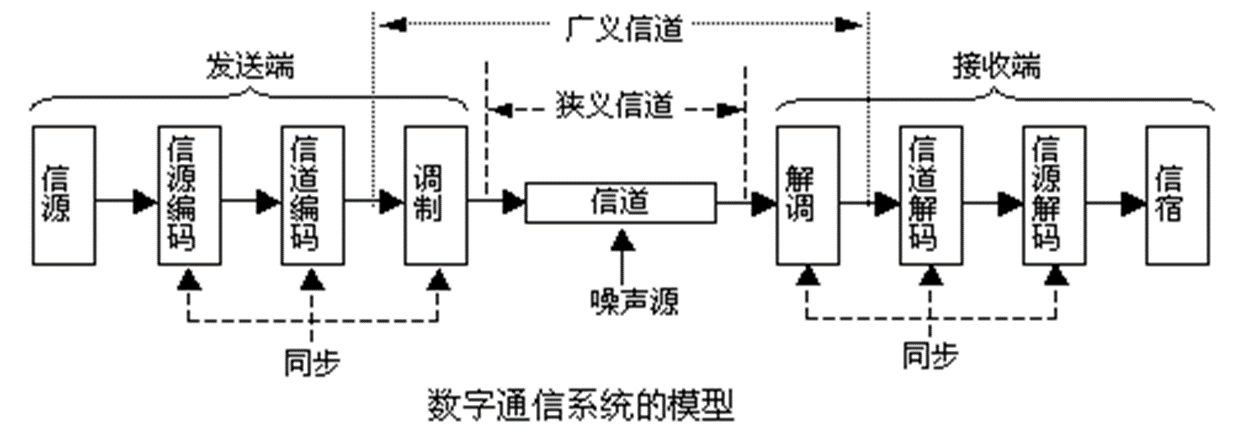 广义信道
发送端
接收端
狭义信道
信源
信源编码
信道编码
调制
信道
解调
信道解码
信源解码
信宿
噪声源
同步
同步
数字通信系统的模型